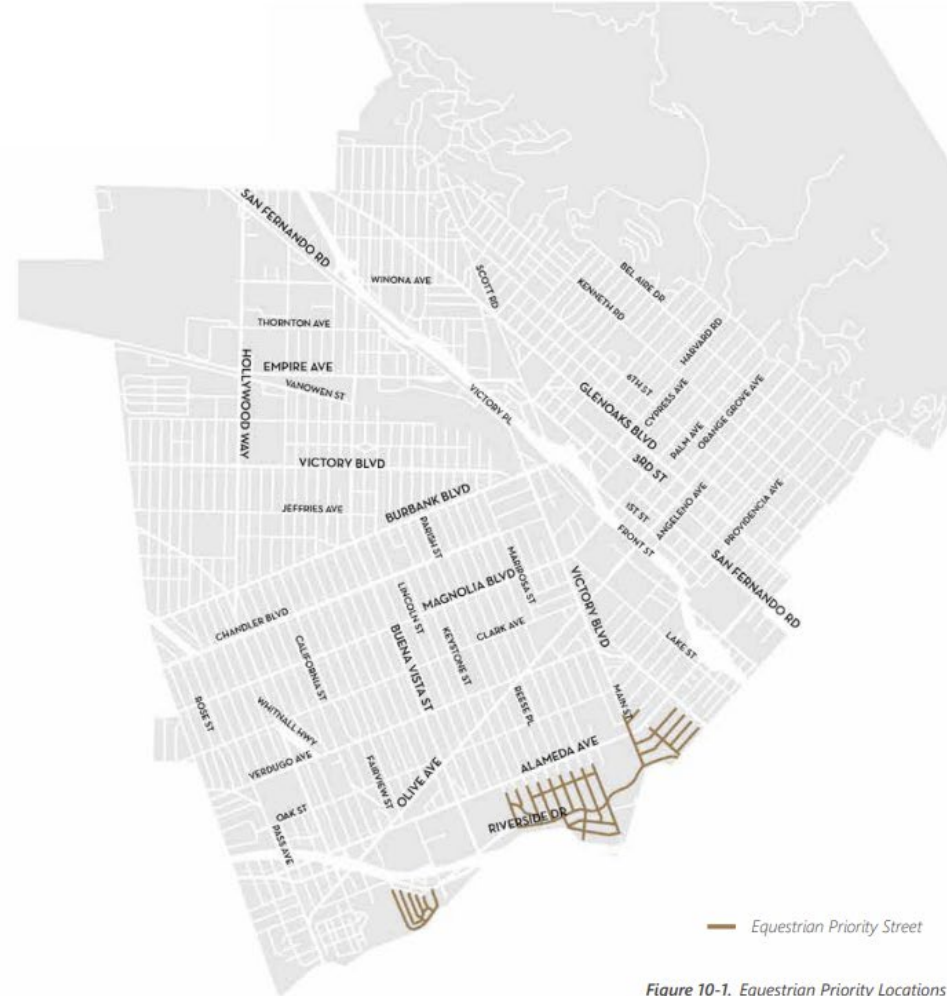 SAN FERNANDO RD
WINONA AVE
SCOTT RD
BEL AIRE DR
KENNETH RD
THORNTON AVE
HARVARD RD
HOLLYWOOD WAY
EMPIRE AVE
VANOWEN ST
VICTORY PL
6TH ST
CYPRESS AVE
GLENOAKS BLVD
PALM AVE
ORANGE GROVE AVE
3RD ST
VICTORY BLVD
JEFFRIES AVE
BURBANK BLVD
PARISH ST
1ST ST
ANGELENO AVE
PROVIDENCIA AVE
FRONT ST
SAN FERNANDO RD
MARIPOSA ST
MAGNOLIA BLVD
VICTORY BLVD
LINCOLN ST
CHANDLER BLVD
CLARK AVE
KEYSTONE ST
BUENA VISTA ST
CALIFORNIA ST
LAKE ST
ROSE ST
WHITNALL HWY
REESE PL
MAIN ST
VERDUGO AVE
FAIRVIEW ST
OLIVE AVE
ALAMEDA AVE
OAK ST
PASS AVE
RIVERSIDE DR
Equestrian Priority Street
Figure 10-1. Equestrian Priority Locations